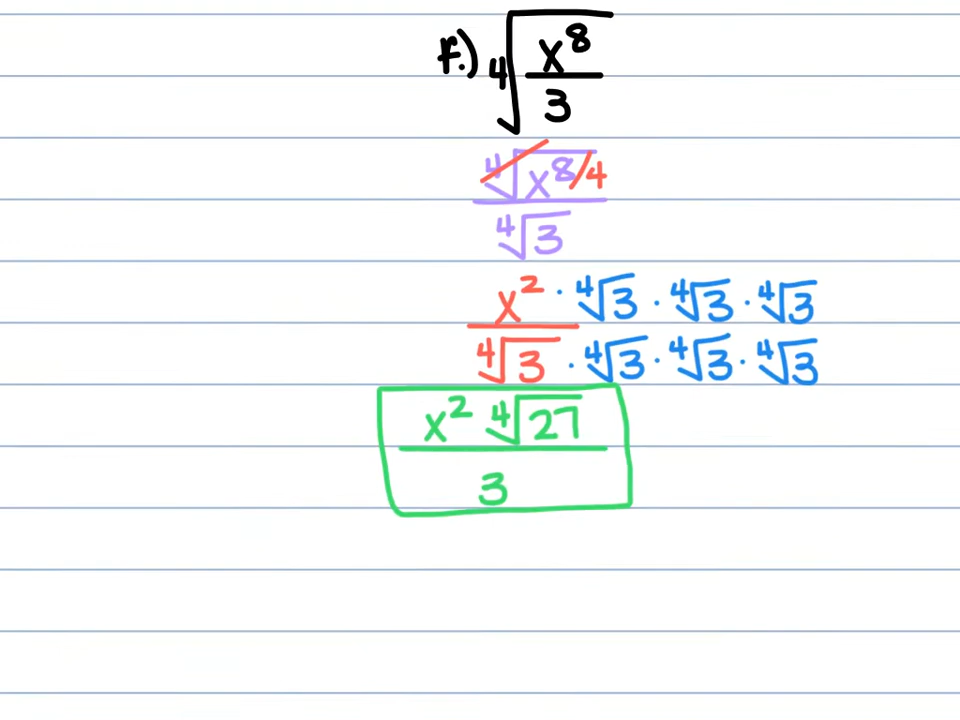 f.) ⁴√(x⁸/3)
⁴√(x⁸/⁴) / ⁴√3
x² · ⁴√3 · ⁴√3 · ⁴√3
⁴√3 · ⁴√3 · ⁴√3 · ⁴√3
x² ⁴√27
3